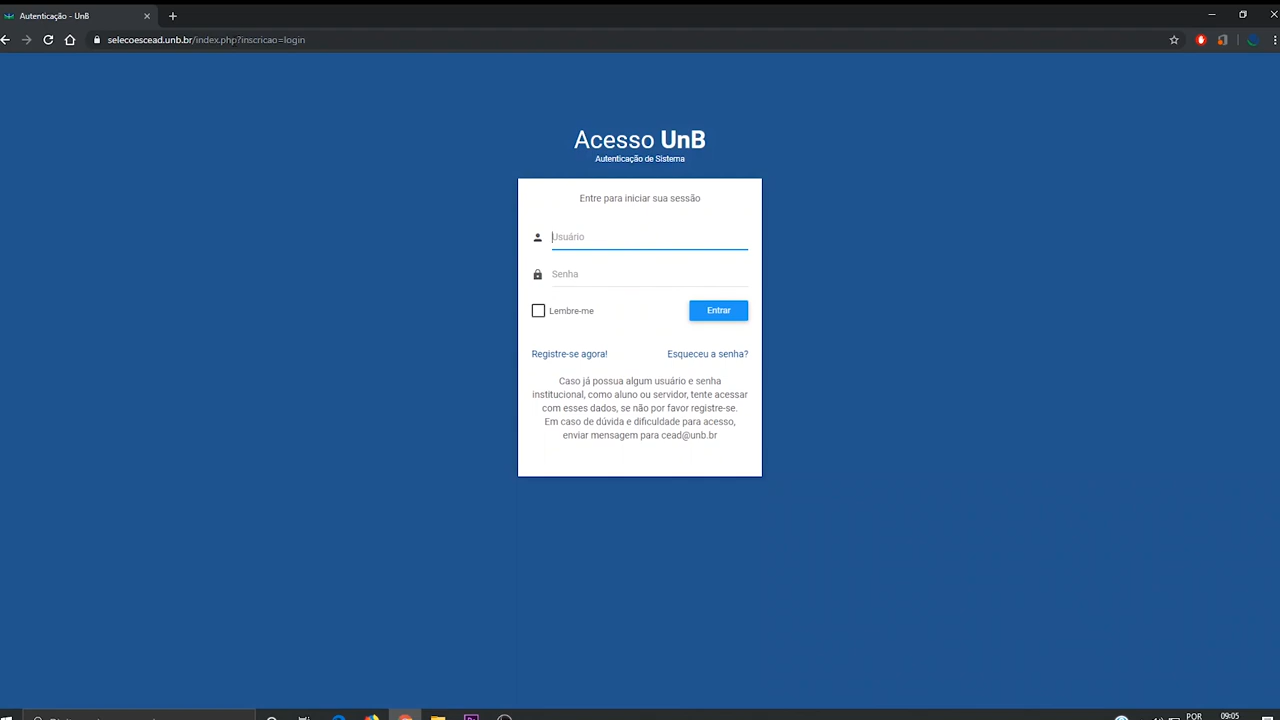 Autenticação - UnB
selecoescead.unb.br/index.php?inscricao=login
Acesso UnB
Autenticação de Sistema
Entre para iniciar sua sessão
Usuário
Senha
Lembre-me
Entrar
Registre-se agora!
Esqueceu a senha?
Caso já possua algum usuário e senha
institucional, como aluno ou servidor, tente acessar
com esses dados, se não por favor registre-se.
Em caso de dúvida e dificuldade para acesso,
enviar mensagem para cead@unb.br
POR
09:05